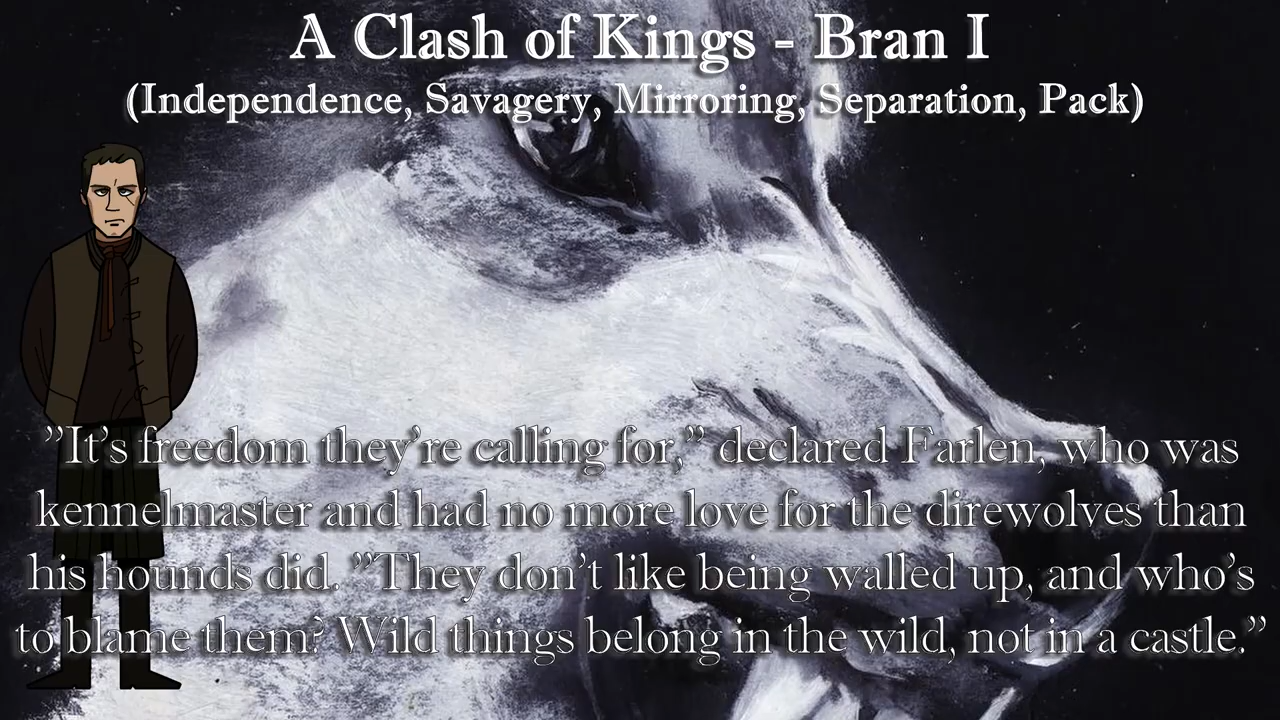 A Clash of Kings - Bran I
(Independence, Savagery, Mirroring, Separation, Pack)
”It’s freedom they’re calling for,” declared Farlen, who was
kennelmaster and had no more love for the direwolves than
his hounds did. ”They don’t like being walled up, and who’s
to blame them? Wild things belong in the wild, not in a castle.”